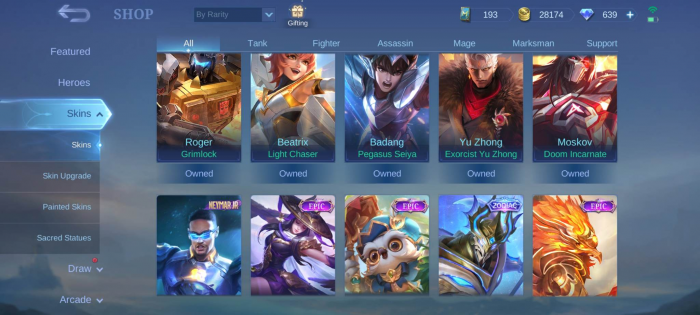 SHOP
By Rarity
Gifting
193
28174
639
+
Featured
Heroes
Skins
Skins
Skin Upgrade
Painted Skins
Sacred Statues
Draw
Arcade
All
Tank
Fighter
Assassin
Mage
Marksman
Support
Roger
Grimlock
Owned
Beatrix
Light Chaser
Owned
Badang
Pegasus Seiya
Owned
Yu Zhong
Exorcist Yu Zhong
Owned
Moskov
Doom Incarnate
Owned
NEYMAR JR
EPIC
EPIC
ZODIAC
EPIC